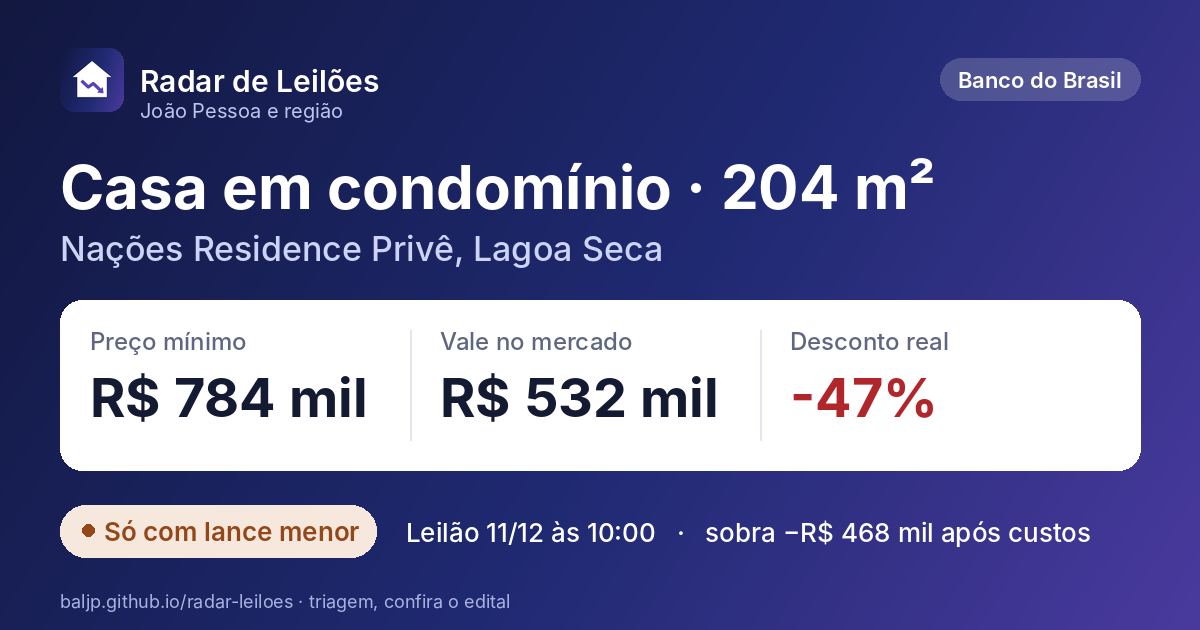 Radar de Leilões
João Pessoa e região
Banco do Brasil
Casa em condomínio · 204 m²
Nações Residence Privê, Lagoa Seca
Preço mínimo
R$ 784 mil
Vale no mercado
R$ 532 mil
Desconto real
-47%
Só com lance menor
Leilão 11/12 às 10:00 · sobra −R$ 468 mil após custos
baljp.github.io/radar-leiloes · triagem, confira o edital